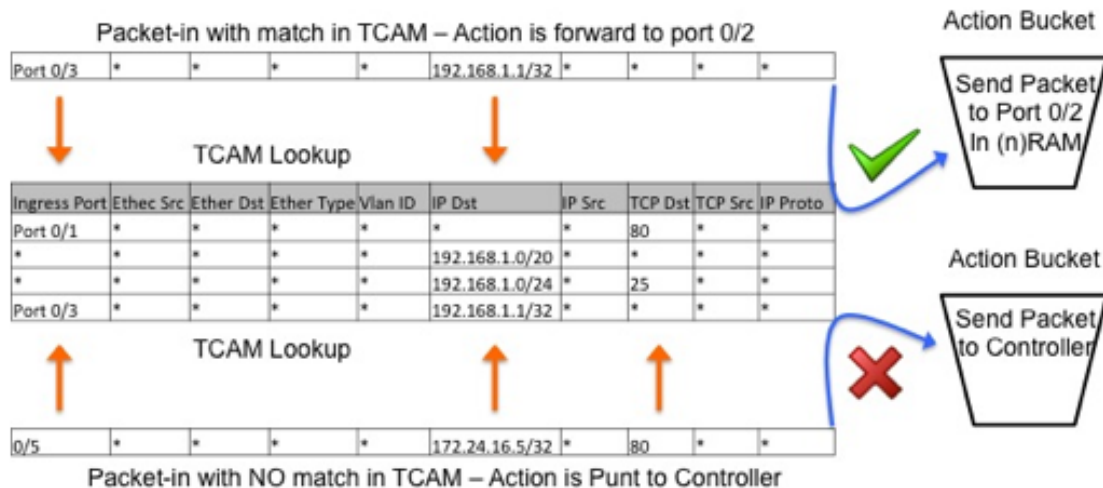 Packet-in with match in TCAM – Action is forward to port 0/2
Port 0/3 * * * * 192.168.1.1/32 * * * *
Action Bucket
Send Packet
to Port 0/2
In (n)RAM
TCAM Lookup
Ingress Port Ethec Src Ether Dst Ether Type Vlan ID IP Dst IP Src TCP Dst TCP Src IP Proto
Port 0/1 * * * * * * 80 * *
* * * * * 192.168.1.0/20 * * * *
* * * * * 192.168.1.0/24 * 25 * *
Port 0/3 * * * * 192.168.1.1/32 * * * *
Action Bucket
Send Packet
to Controller
TCAM Lookup
0/5 * * * * 172.24.16.5/32 * 80 * *
Packet-in with NO match in TCAM – Action is Punt to Controller